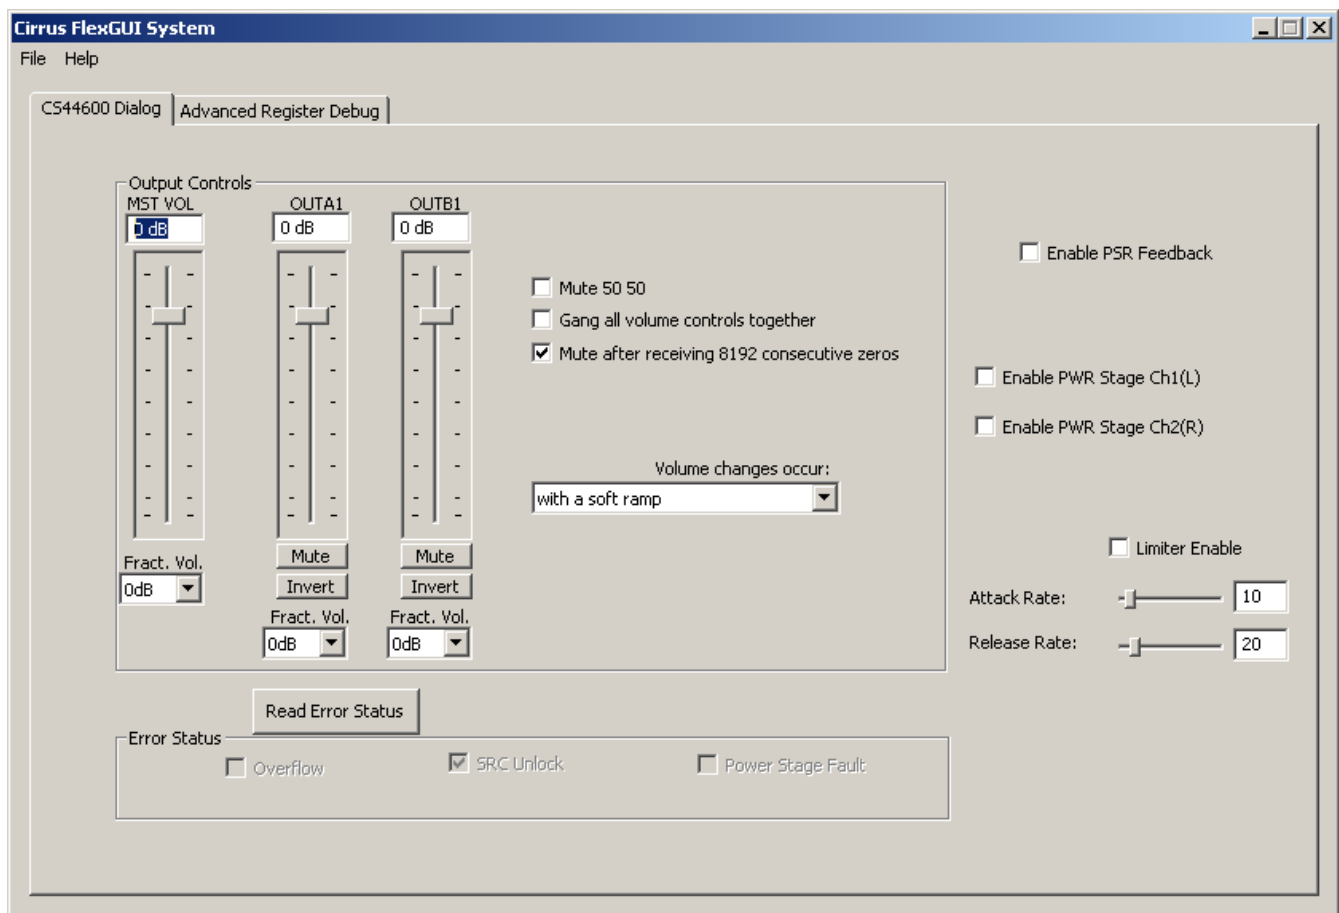 Cirrus FlexGUI System
File Help
CS44600 Dialog
Advanced Register Debug
Output Controls
MST VOL
OUTA1
OUTB1
0 dB
0 dB
0 dB
Fract. Vol.
0dB
Mute
Invert
Fract. Vol.
0dB
Mute
Invert
Fract. Vol.
0dB
Mute 50 50
Gang all volume controls together
Mute after receiving 8192 consecutive zeros
Volume changes occur:
with a soft ramp
Enable PSR Feedback
Enable PWR Stage Ch1(L)
Enable PWR Stage Ch2(R)
Limiter Enable
Attack Rate: 10
Release Rate: 20
Read Error Status
Error Status
Overflow
SRC Unlock
Power Stage Fault